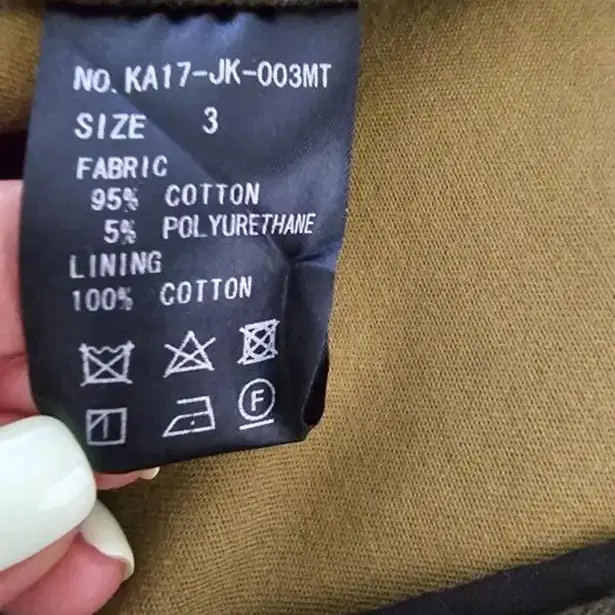 NO. KA17-JK-003MT
SIZE 3
FABRIC
95% COTTON
5% POLYURETHANE
LINING
100% COTTON
F